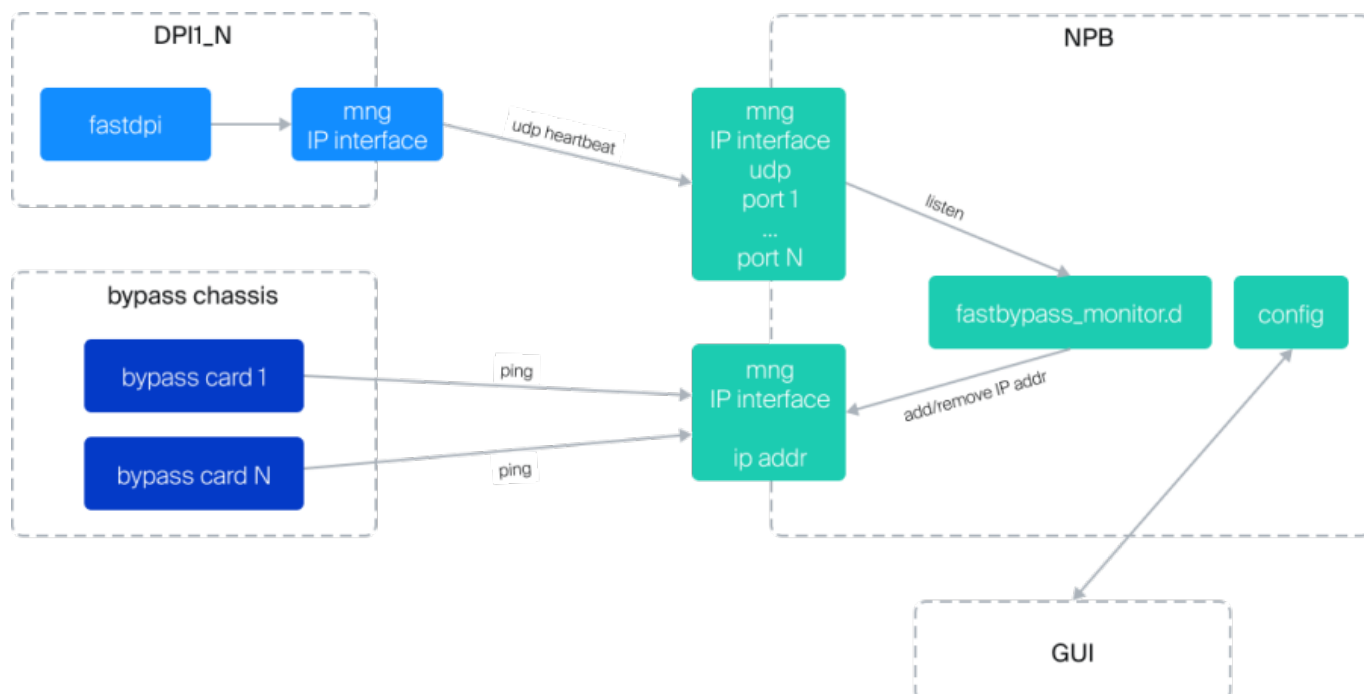 DPI1_N
NPB
fastdpi
mng
IP interface
udp heartbeat
mng
IP interface
udp
port 1
...
port N
listen
bypass chassis
fastbypass_monitor.d
config
bypass card 1
ping
mng
IP interface
ip addr
add/remove IP addr
bypass card N
ping
GUI